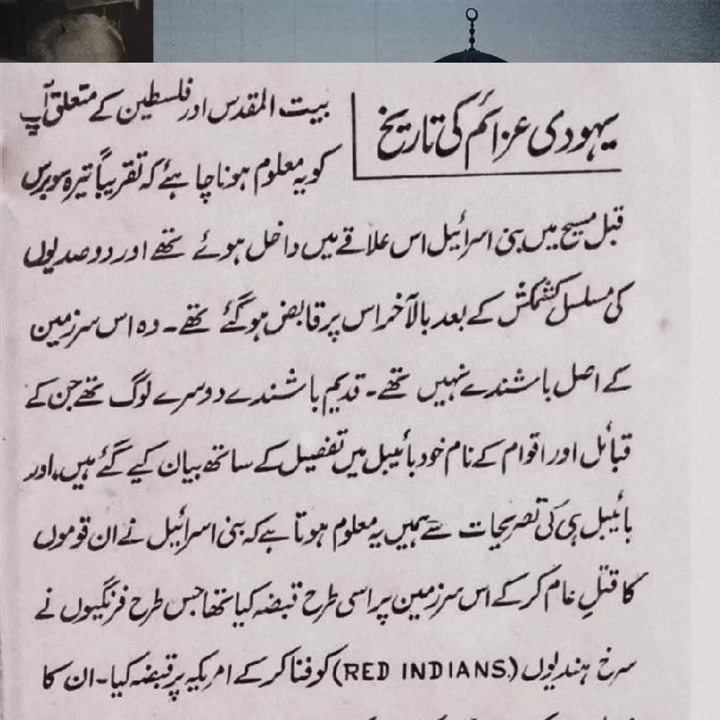 یہودی عزائم کی تاریخ
بیت المقدس اور فلسطین کے متعلق آپ
کو یہ معلوم ہونا چاہئے کہ تقریباً تیرہ سو برس
قبل مسیح میں بنی اسرائیل اس علاقے میں داخل ہوئے تھے اور دو صدیوں
کی مسلسل کشمکش کے بعد بالآخر اس پر قابض ہوگئے تھے۔ وہ اس سرزمین
کے اصل باشندے نہیں تھے۔ قدیم باشندے دوسرے لوگ تھے جن کے
قبائل اور اقوام کے نام خود بائیبل میں تفصیل کے ساتھ بیان کیے گئے ہیں، اور
بائیبل ہی کی تصریحات سے ہمیں یہ معلوم ہوتا ہے کہ بنی اسرائیل نے ان قوموں
کا قتلِ عام کر کے اس سرزمین پر اسی طرح قبضہ کیا تھا جس طرح فرنگیوں نے
سرخ ہندیوں (RED INDIANS) کو فنا کر کے امریکہ پر قبضہ کیا۔ ان کا